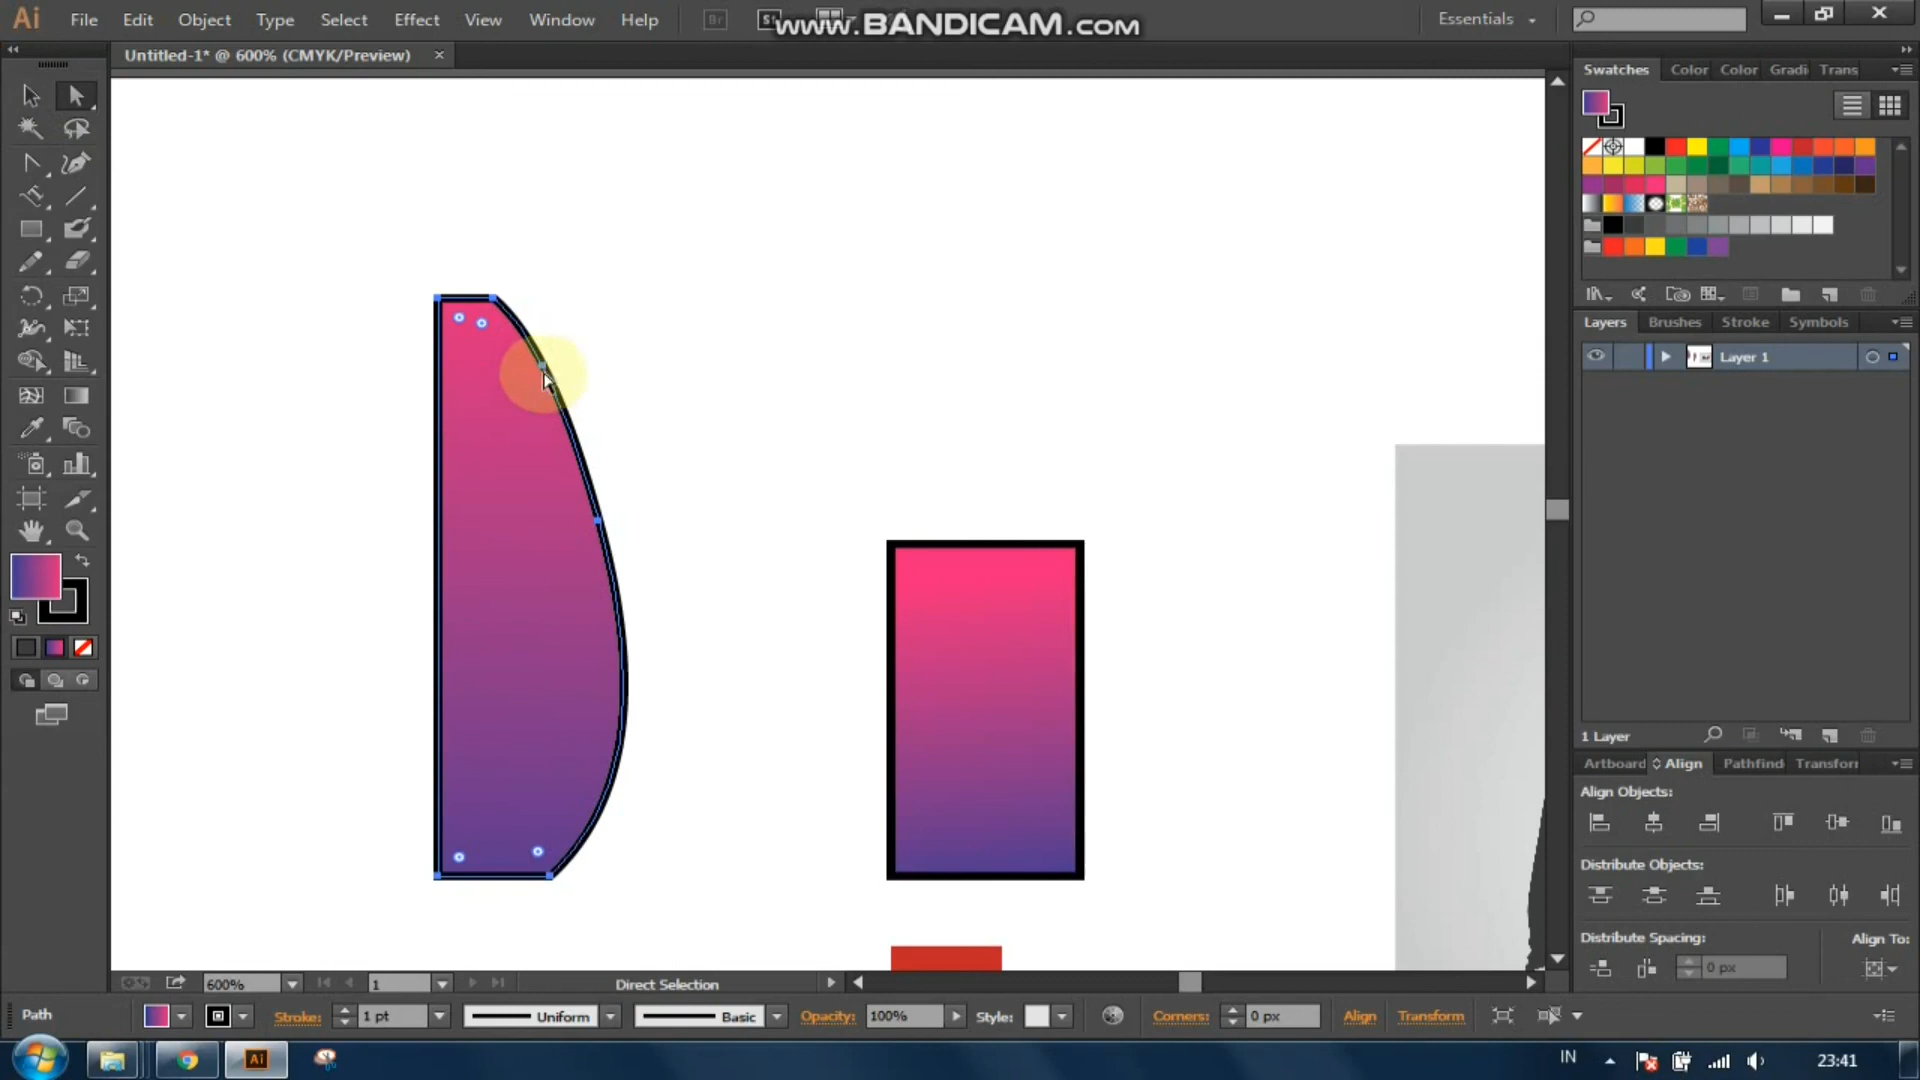 Ai File Edit Object Type Select Effect View Window Help Br St www.BANDICAM.com Essentials
Untitled-1* @ 600% (CMYK/Preview)
Swatches Color Color Gradi Trans
Layers Brushes Stroke Symbols
Layer 1
1 Layer
Artboard Align Pathfind Transforr
Align Objects:
Distribute Objects:
Distribute Spacing: Align To:
0 px
600% 1 Direct Selection
Path Stroke: 1 pt Uniform Basic Opacity: 100% Style: Corners: 0 px Align Transform
Ai IN 23:41